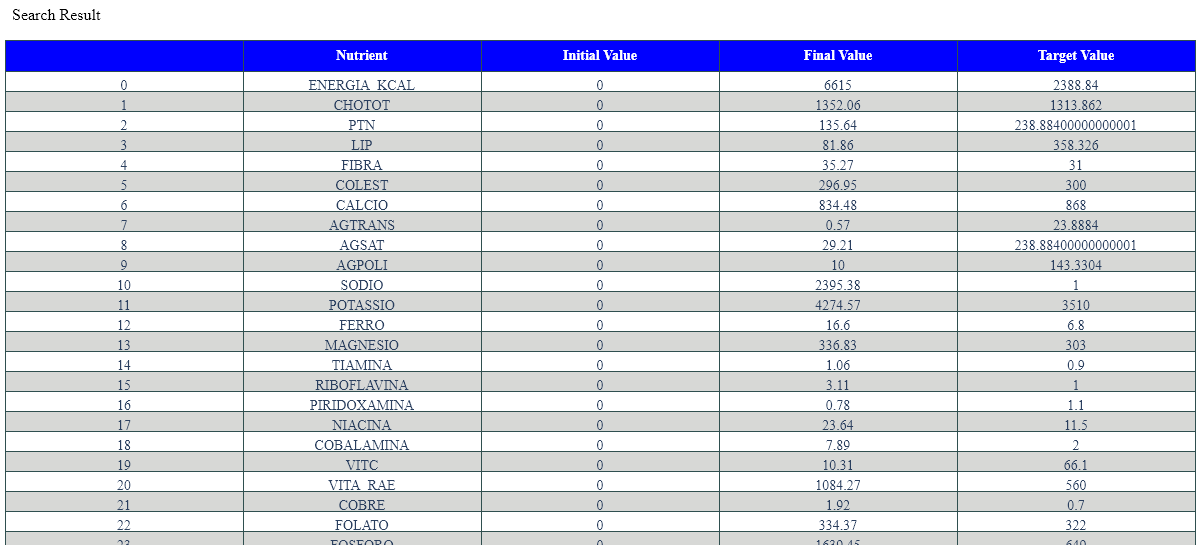 Search Result
Nutrient Initial Value Final Value Target Value
0 ENERGIA_KCAL 0 6615 2388.84
1 CHOTOT 0 1352.06 1313.862
2 PTN 0 135.64 238.88400000000001
3 LIP 0 81.86 358.326
4 FIBRA 0 35.27 31
5 COLEST 0 296.95 300
6 CALCIO 0 834.48 868
7 AGTRANS 0 0.57 23.8884
8 AGSAT 0 29.21 238.88400000000001
9 AGPOLI 0 10 143.3304
10 SODIO 0 2395.38 1
11 POTASSIO 0 4274.57 3510
12 FERRO 0 16.6 6.8
13 MAGNESIO 0 336.83 303
14 TIAMINA 0 1.06 0.9
15 RIBOFLAVINA 0 3.11 1
16 PIRIDOXAMINA 0 0.78 1.1
17 NIACINA 0 23.64 11.5
18 COBALAMINA 0 7.89 2
19 VITC 0 10.31 66.1
20 VITA_RAE 0 1084.27 560
21 COBRE 0 1.92 0.7
22 FOLATO 0 334.37 322
23 FOSFORO 0 1639.45 640